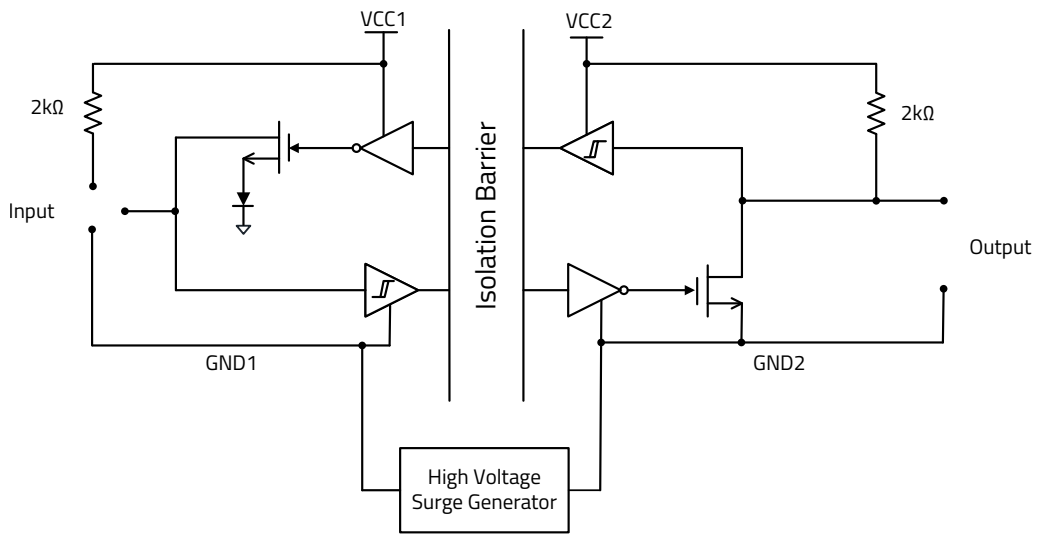 VCC1
VCC2
2kΩ
2kΩ
Input
Isolation Barrier
Output
GND1
GND2
High Voltage
Surge Generator